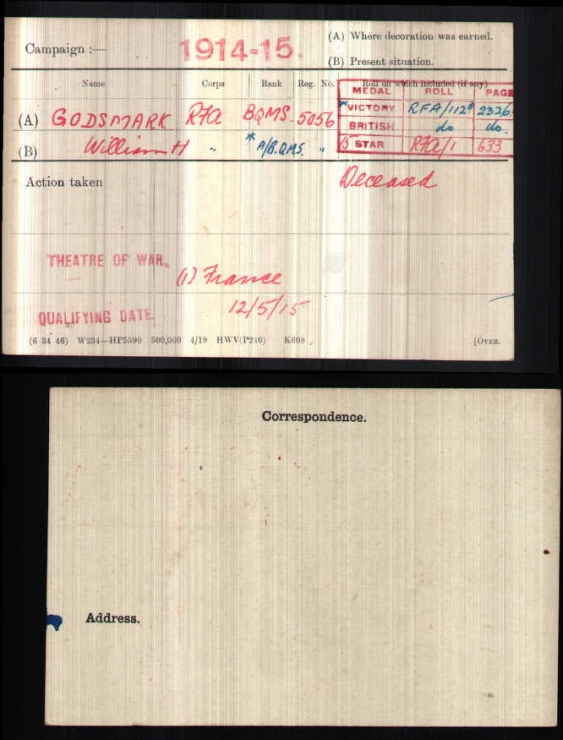 Campaign :— 1914-15. (A) Where decoration was earned.
(B) Present situation.
Name Corps Rank Reg. No. Roll on which included (if any)
MEDAL ROLL PAGE
(A) GODSMARK RFA BQMS. 5056 * VICTORY RFA/112B 2326.
BRITISH do do.
(B) William H " * A/BQMS. " STAR RFA/1 633
Action taken Deceased
THEATRE OF WAR.
(1) France
12/5/15
QUALIFYING DATE.
(6 34 46) W234—HP5590 500,000 4/19 HWV(P240) K608 [OVER.
Correspondence.
Address.